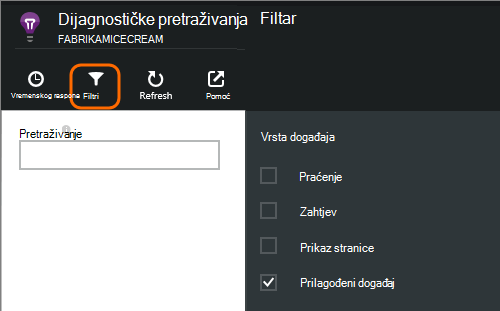 Dijagnostičke pretraživanja
FABRIKAMICECREAM
Vremenskog raspona
Filtri
Refresh
Pomoć
Pretraživanje
Filtar
Vrsta događaja
Praćenje
Zahtjev
Prikaz stranice
Prilagođeni događaj